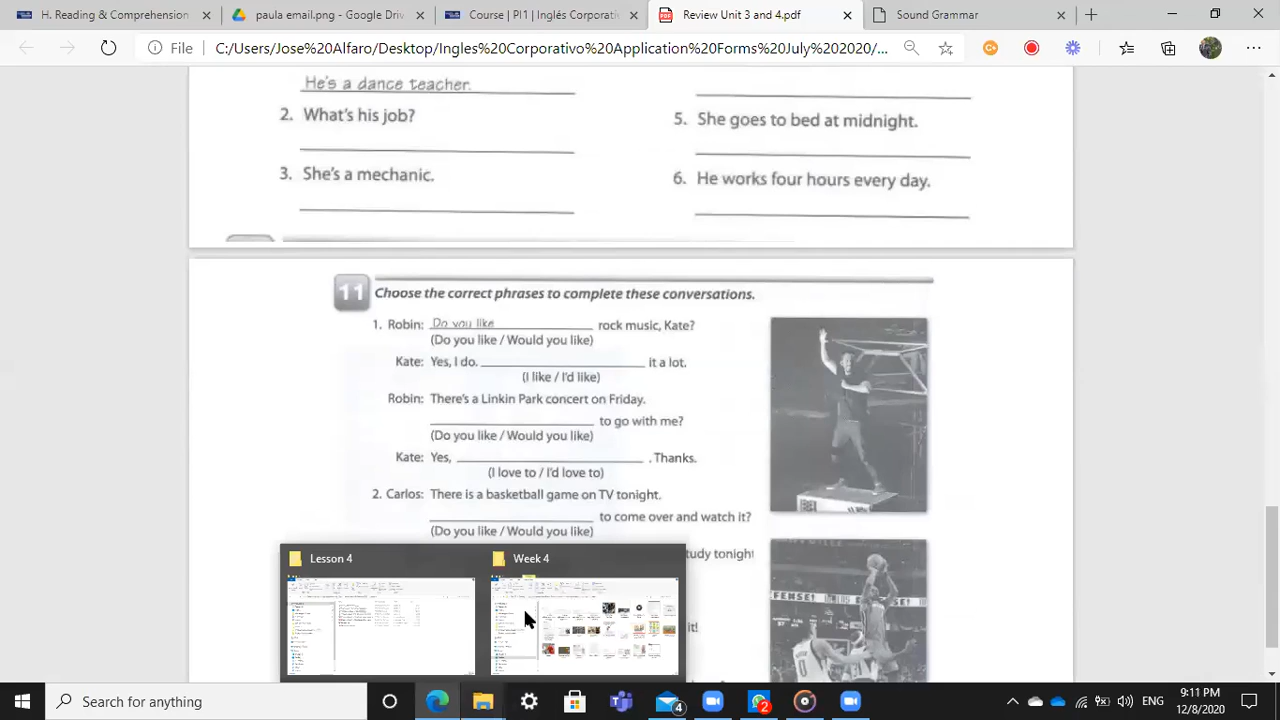 H. Reading & Comprehension
paula email.png - Google Dri
Course | PI1 | Inglés Corporati
Review Unit 3 and 4.pdf
Sound Grammar
File
C:/Users/Jose%20Alfaro/Desktop/Ingles%20Corporativo%20Application%20Forms%20July%202020/...
He's a dance teacher.
2. What's his job?
3. She's a mechanic.
5. She goes to bed at midnight.
6. He works four hours every day.
11 Choose the correct phrases to complete these conversations.
1. Robin: Do you like rock music, Kate?
(Do you like / Would you like)
Kate: Yes, I do. it a lot.
(I like / I'd like)
Robin: There's a Linkin Park concert on Friday.
to go with me?
(Do you like / Would you like)
Kate: Yes, . Thanks.
(I love to / I'd love to)
2. Carlos: There is a basketball game on TV tonight.
to come over and watch it?
(Do you like / Would you like)
tudy tonight
it!
Lesson 4
Week 4
Search for anything
4
2
ENG
9:11 PM
12/8/2020